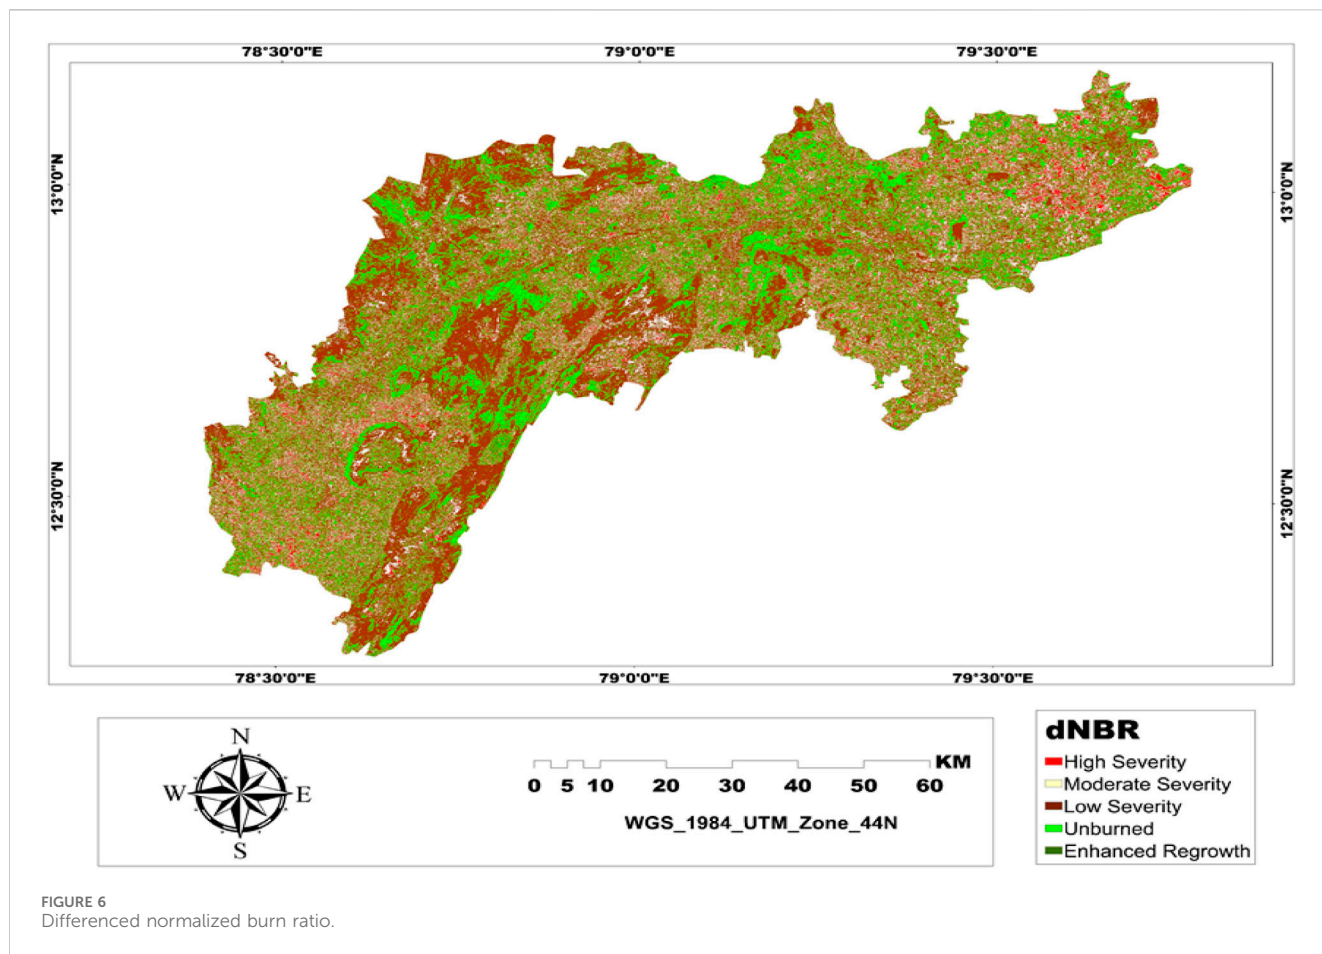 78°30'0"E 79°0'0"E 79°30'0"E
13°0'0"N
13°0'0"N
12°30'0"N
12°30'0"N
78°30'0"E 79°0'0"E 79°30'0"E
N
W E
S
KM
0 5 10 20 30 40 50 60
WGS_1984_UTM_Zone_44N
dNBR
High Severity
Moderate Severity
Low Severity
Unburned
Enhanced Regrowth
FIGURE 6
Differenced normalized burn ratio.